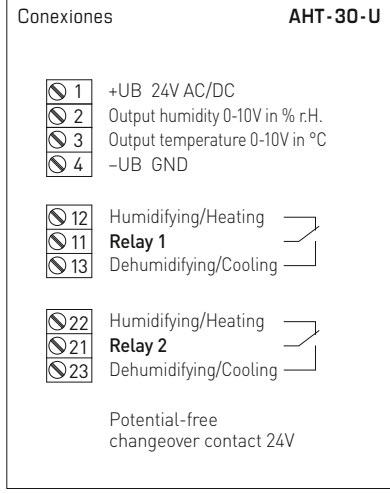 Conexiones AHT-30-U
1 +UB 24V AC/DC
2 Output humidity 0-10V in % r.H.
3 Output temperature 0-10V in °C
4 –UB GND
12 Humidifying/Heating
11 Relay 1
13 Dehumidifying/Cooling
22 Humidifying/Heating
21 Relay 2
23 Dehumidifying/Cooling
Potential-free
changeover contact 24V